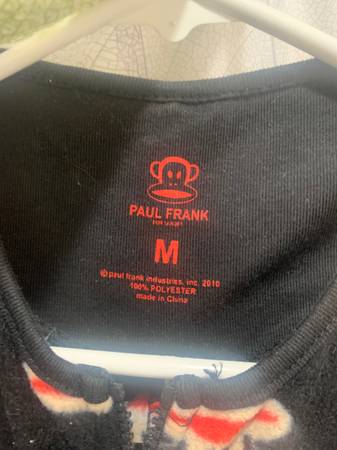 PAUL FRANK
M
© paul frank industries, inc. 2010
100% POLYESTER
made in China